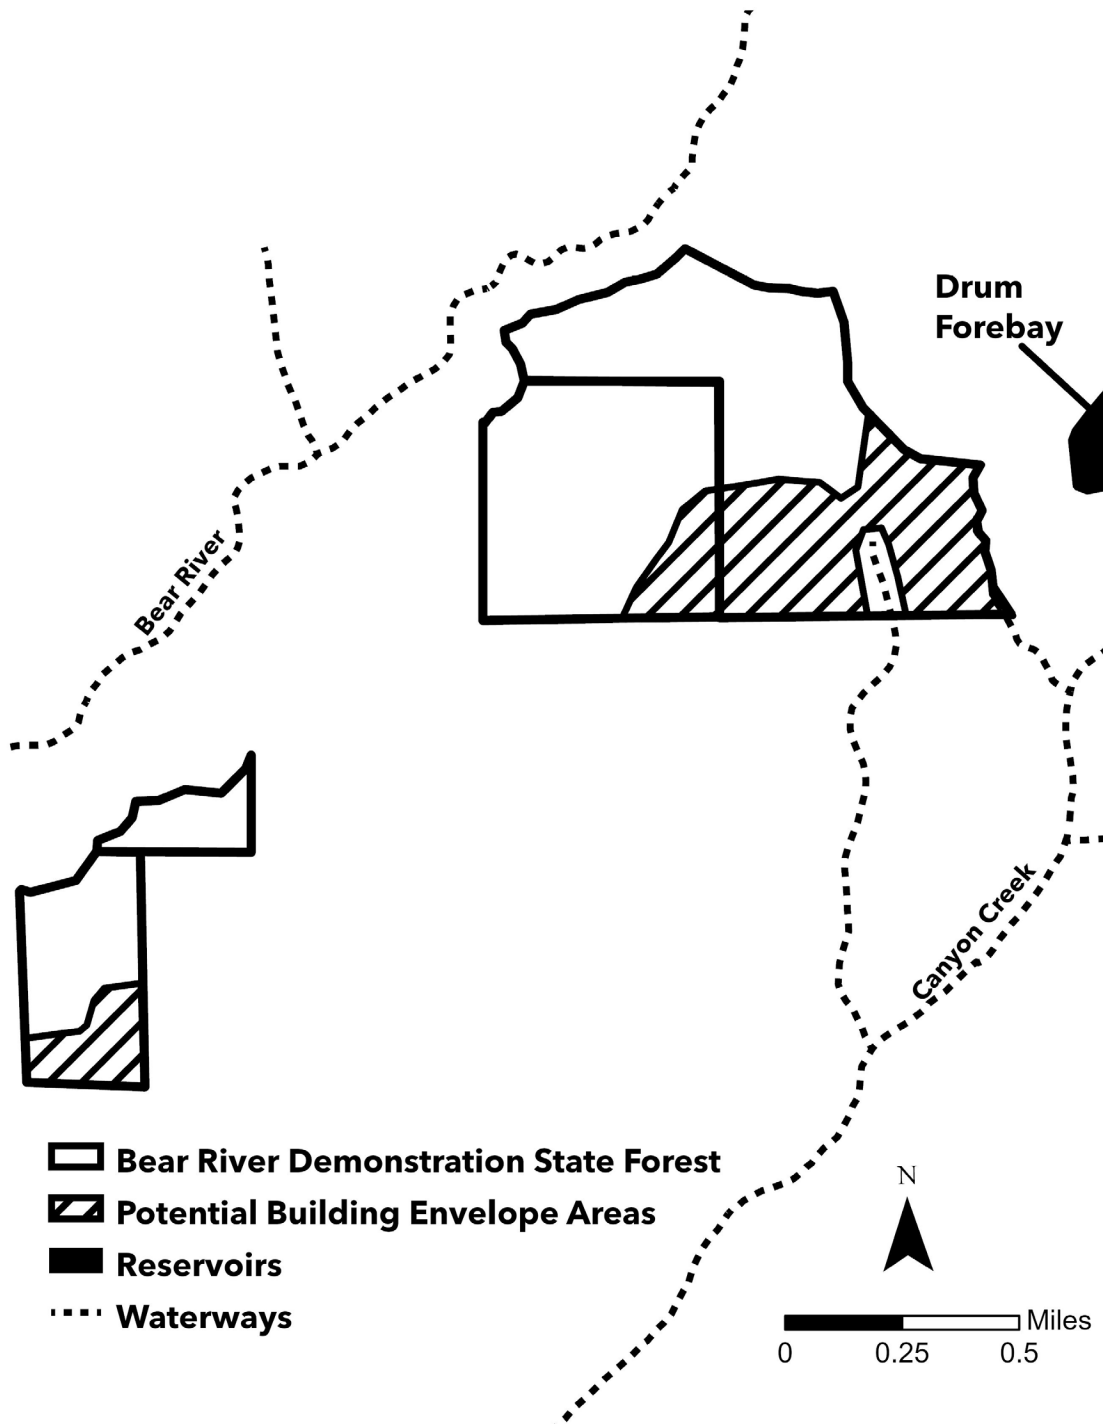 Drum
Forebay
Bear River
Canyon Creek
Bear River Demonstration State Forest
Potential Building Envelope Areas
Reservoirs
Waterways
N
Miles
0 0.25 0.5